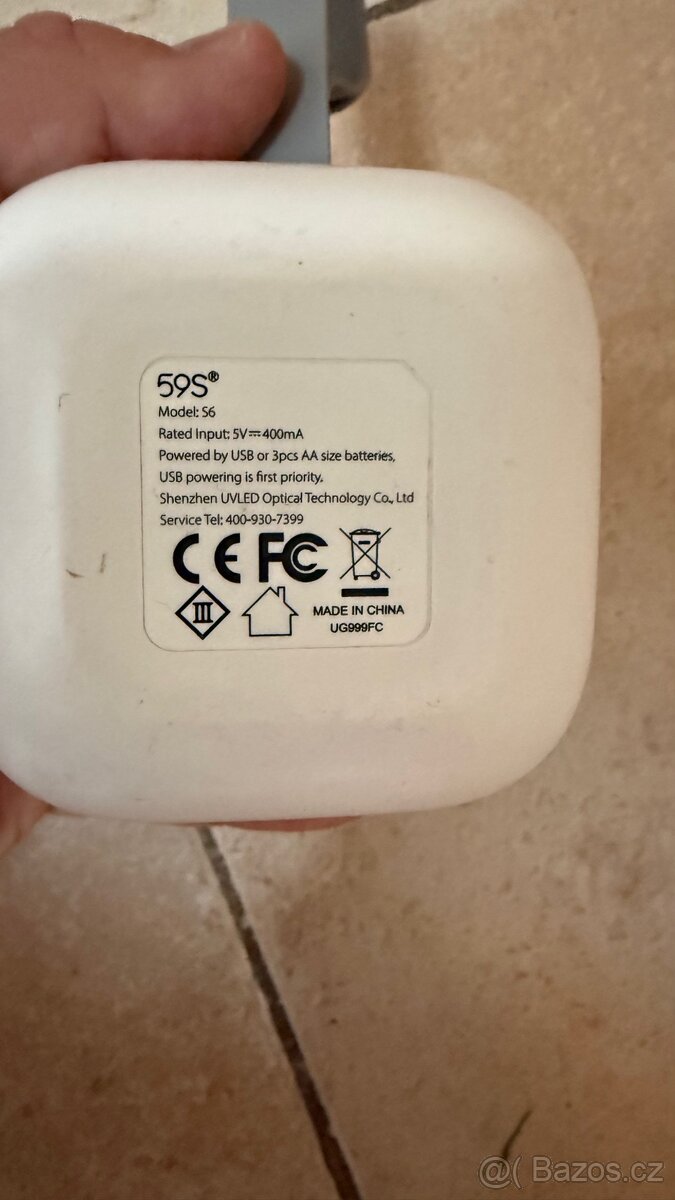 59S®
Model: S6
Rated Input: 5V⎓400mA
Powered by USB or 3pcs AA size batteries,
USB powering is first priority,
Shenzhen UVLED Optical Technology Co., Ltd
Service Tel: 400-930-7399
CE FC
III
MADE IN CHINA
UG999FC
@( Bazos.cz